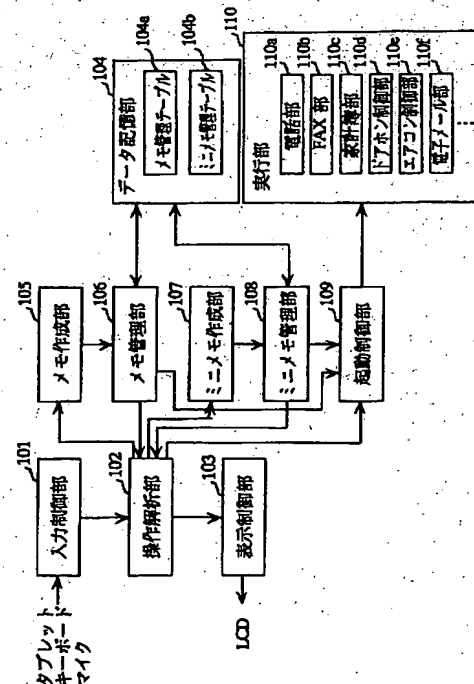 タブレット
キーボード
マイク
LCD
101
入力制御部
102
操作解析部
103
表示制御部
105
メモ作成部
106
メモ管理部
107
ミニメモ作成部
108
ミニメモ管理部
109
起動制御部
104
データ記憶部
104a
メモ管理テーブル
104b
ミニメモ管理テーブル
110
実行部
110a
電話部
110b
FAX部
110c
家計簿部
110d
ドアホン制御部
110e
エアコン制御部
110f
電子メール部